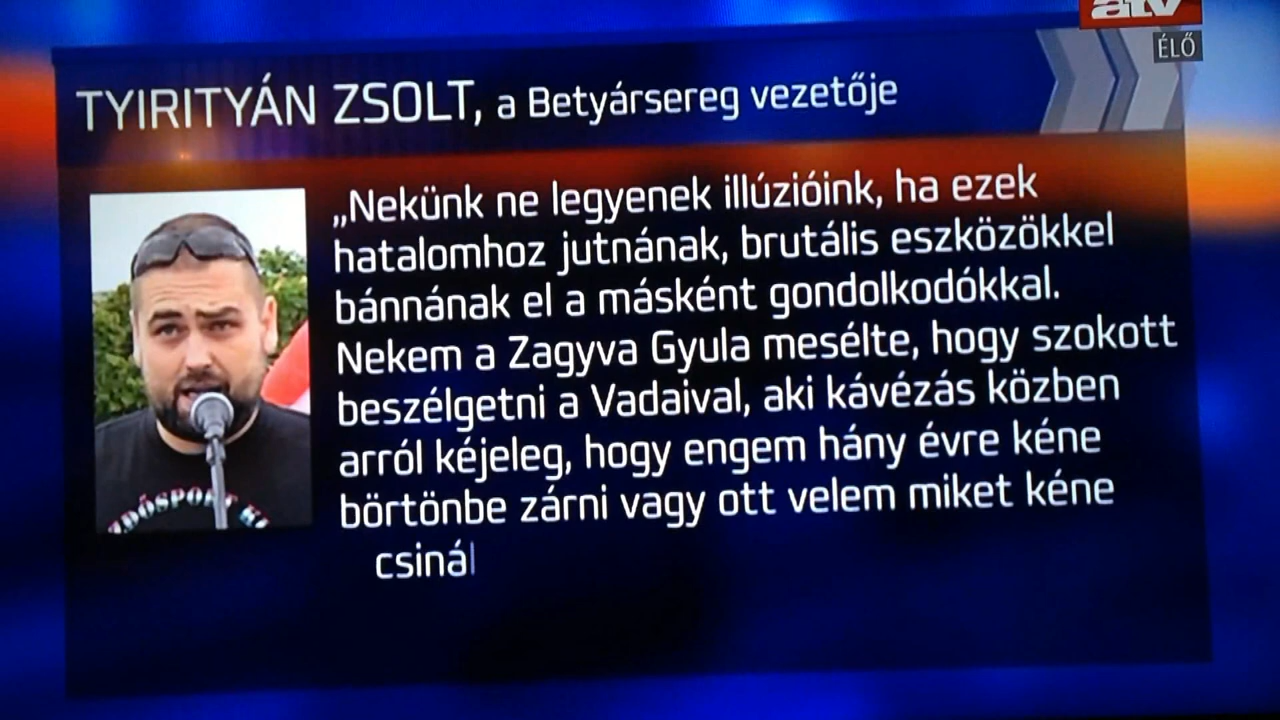 atv
ÉLŐ
TYIRITYÁN ZSOLT, a Betyársereg vezetője
„Nekünk ne legyenek illúzióink, ha ezek
hatalomhoz jutnának, brutális eszközökkel
bánnának el a másként gondolkodókkal.
Nekem a Zagyva Gyula mesélte, hogy szokott
beszélgetni a Vadaival, aki kávézás közben
arról kéjeleg, hogy engem hány évre kéne
börtönbe zárni vagy ott velem miket kéne
csinál